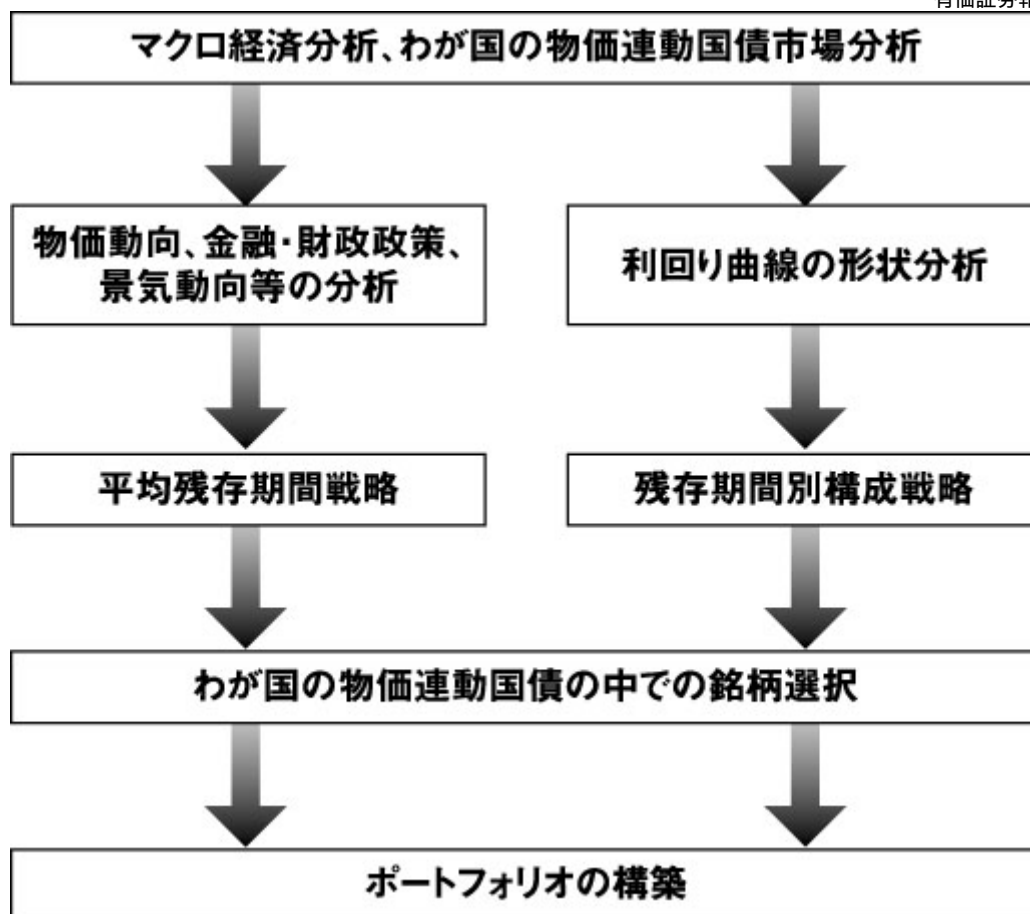 マクロ経済分析、わが国の物価連動国債市場分析
物価動向、金融・財政政策、
景気動向等の分析
利回り曲線の形状分析
平均残存期間戦略
残存期間別構成戦略
わが国の物価連動国債の中での銘柄選択
ポートフォリオの構築